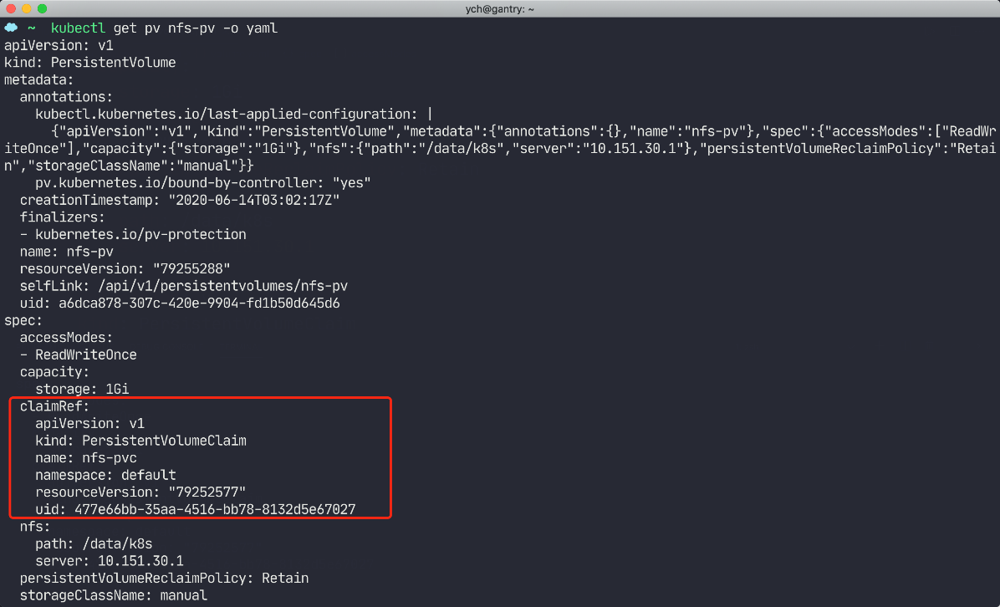 ych@gantry: ~
~ kubectl get pv nfs-pv -o yaml
apiVersion: v1
kind: PersistentVolume
metadata:
  annotations:
    kubectl.kubernetes.io/last-applied-configuration: |
      {"apiVersion":"v1","kind":"PersistentVolume","metadata":{"annotations":{},"name":"nfs-pv"},"spec":{"accessModes":["ReadWr
iteOnce"],"capacity":{"storage":"1Gi"},"nfs":{"path":"/data/k8s","server":"10.151.30.1"},"persistentVolumeReclaimPolicy":"Retai
n","storageClassName":"manual"}}
    pv.kubernetes.io/bound-by-controller: "yes"
  creationTimestamp: "2020-06-14T03:02:17Z"
  finalizers:
  - kubernetes.io/pv-protection
  name: nfs-pv
  resourceVersion: "79255288"
  selfLink: /api/v1/persistentvolumes/nfs-pv
  uid: a6dca878-307c-420e-9904-fd1b50d645d6
spec:
  accessModes:
  - ReadWriteOnce
  capacity:
    storage: 1Gi
  claimRef:
    apiVersion: v1
    kind: PersistentVolumeClaim
    name: nfs-pvc
    namespace: default
    resourceVersion: "79252577"
    uid: 477e66bb-35aa-4516-bb78-8132d5e67027
  nfs:
    path: /data/k8s
    server: 10.151.30.1
  persistentVolumeReclaimPolicy: Retain
  storageClassName: manual